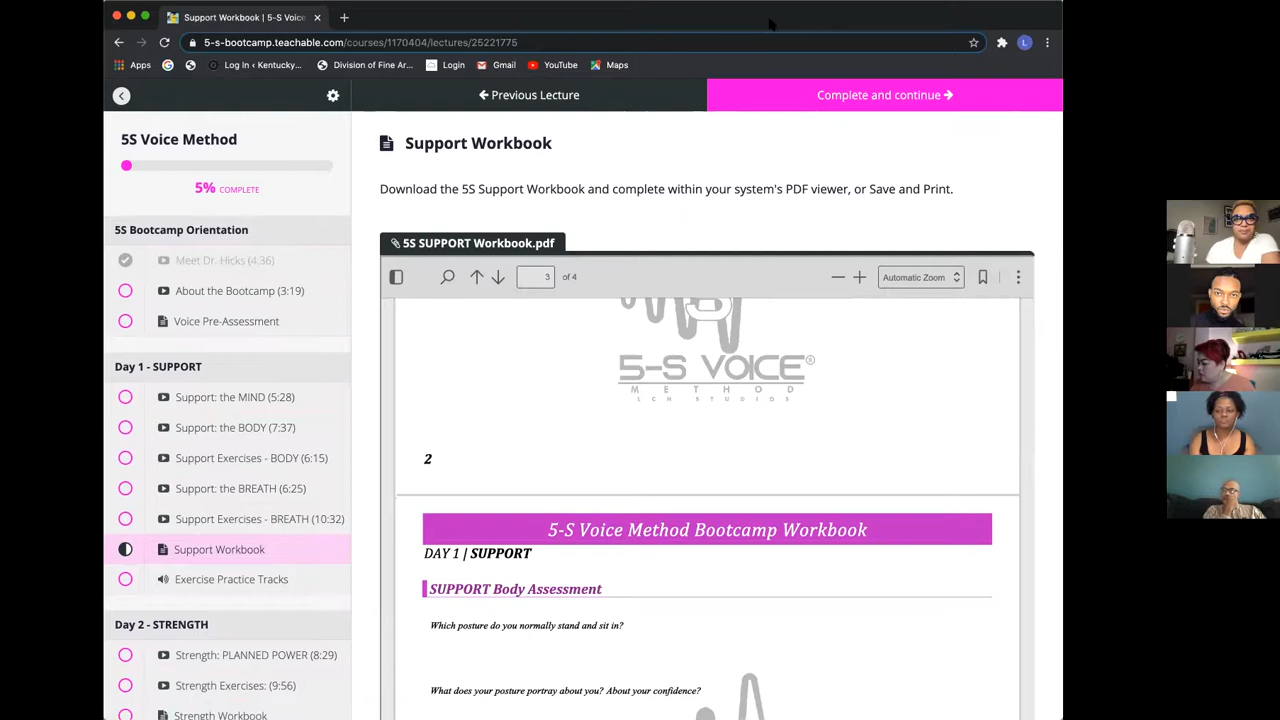 Support Workbook | 5-S Voice
5-s-bootcamp.teachable.com/courses/1170404/lectures/25221775
L
Apps
Log In ‹ Kentucky...
Division of Fine Ar...
Login
Gmail
YouTube
Maps
Previous Lecture
Complete and continue
5S Voice Method
5% COMPLETE
5S Bootcamp Orientation
Meet Dr. Hicks (4:36)
About the Bootcamp (3:19)
Voice Pre-Assessment
Day 1 - SUPPORT
Support: the MIND (5:28)
Support: the BODY (7:37)
Support Exercises - BODY (6:15)
Support: the BREATH (6:25)
Support Exercises - BREATH (10:32)
Support Workbook
Exercise Practice Tracks
Day 2 - STRENGTH
Strength: PLANNED POWER (8:29)
Strength Exercises: (9:56)
Strength Workbook
Support Workbook
Download the 5S Support Workbook and complete within your system's PDF viewer, or Save and Print.
5S SUPPORT Workbook.pdf
3 of 4
Automatic Zoom
5-S VOICE®
METHOD
LCH STUDIOS
2
5-S Voice Method Bootcamp Workbook
DAY 1 | SUPPORT
SUPPORT Body Assessment
Which posture do you normally stand and sit in?
What does your posture portray about you? About your confidence?